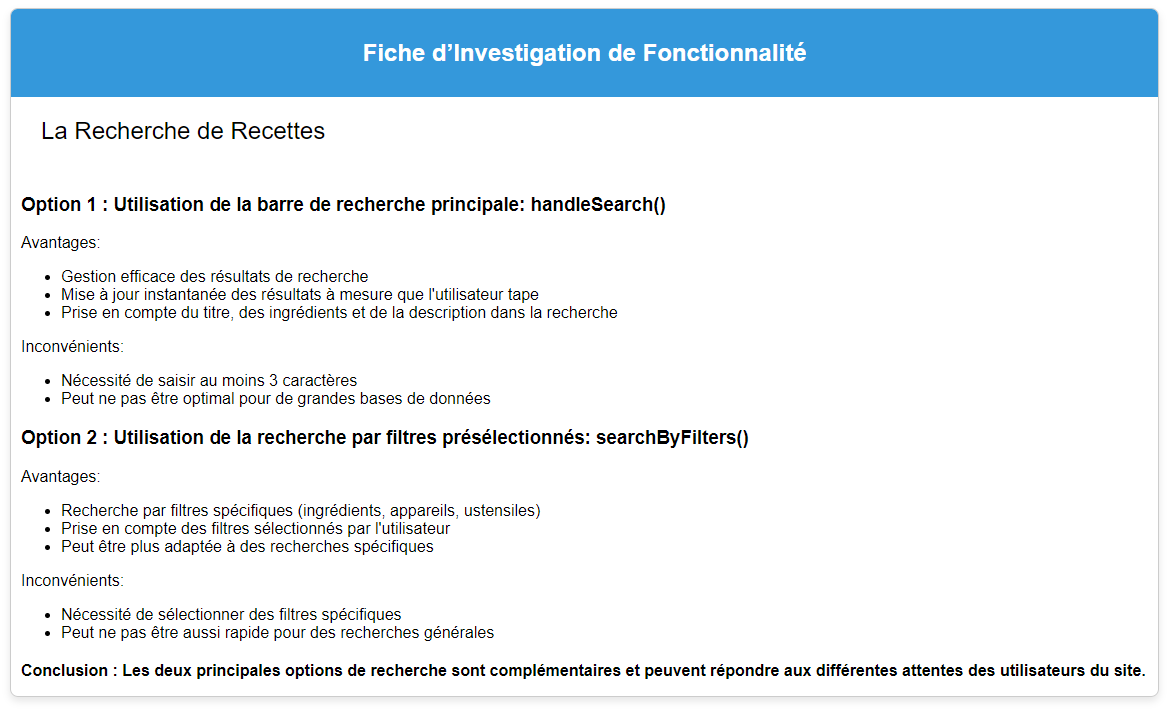 Fiche d’Investigation de Fonctionnalité
La Recherche de Recettes
Option 1 : Utilisation de la barre de recherche principale: handleSearch()
Avantages:
• Gestion efficace des résultats de recherche
• Mise à jour instantanée des résultats à mesure que l'utilisateur tape
• Prise en compte du titre, des ingrédients et de la description dans la recherche
Inconvénients:
• Nécessité de saisir au moins 3 caractères
• Peut ne pas être optimal pour de grandes bases de données
Option 2 : Utilisation de la recherche par filtres présélectionnés: searchByFilters()
Avantages:
• Recherche par filtres spécifiques (ingrédients, appareils, ustensiles)
• Prise en compte des filtres sélectionnés par l'utilisateur
• Peut être plus adaptée à des recherches spécifiques
Inconvénients:
• Nécessité de sélectionner des filtres spécifiques
• Peut ne pas être aussi rapide pour des recherches générales
Conclusion : Les deux principales options de recherche sont complémentaires et peuvent répondre aux différentes attentes des utilisateurs du site.